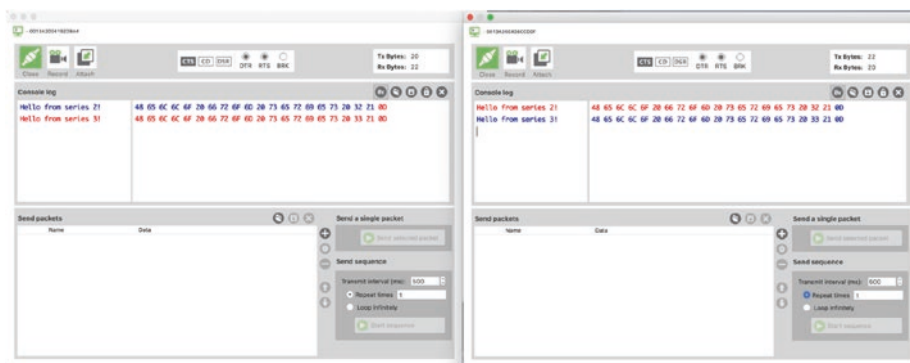 Close Record Attach
CTS CD DSR DTR RTS BRK
Tx Bytes: 20
Rx Bytes: 22
Console log
Hello from series 2! 48 65 6C 6C 6F 20 66 72 6F 6D 20 73 65 72 69 65 73 20 32 21 0D
Hello from series 3! 48 65 6C 6C 6F 20 66 72 6F 6D 20 73 65 72 69 65 73 20 33 21 0D
Send packets
Name Data
Send a single packet
Send selected packet
Send sequence
Transmit interval (ms): 500
Repeat times
Loop infinitely
Start sequence
Close Record Attach
CTS CD DSR DTR RTS BRK
Tx Bytes: 22
Rx Bytes: 20
Console log
Hello from series 2! 48 65 6C 6C 6F 20 66 72 6F 6D 20 73 65 72 69 65 73 20 32 21 0D
Hello from series 3! 48 65 6C 6C 6F 20 66 72 6F 6D 20 73 65 72 69 65 73 20 33 21 0D
Send packets
Name Data
Send a single packet
Send selected packet
Send sequence
Transmit interval (ms):
Repeat times 1
Loop infinitely
Start sequence